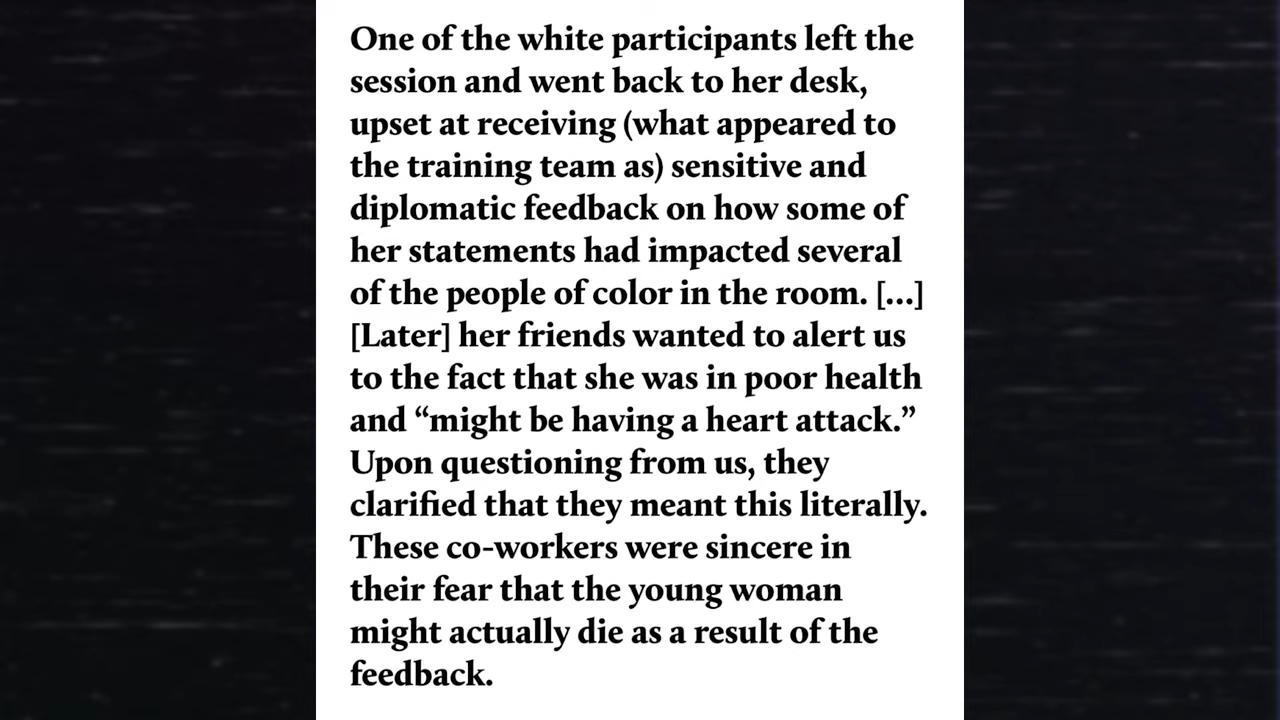 One of the white participants left the
session and went back to her desk,
upset at receiving (what appeared to
the training team as) sensitive and
diplomatic feedback on how some of
her statements had impacted several
of the people of color in the room. [...]
[Later] her friends wanted to alert us
to the fact that she was in poor health
and “might be having a heart attack.”
Upon questioning from us, they
clarified that they meant this literally.
These co-workers were sincere in
their fear that the young woman
might actually die as a result of the
feedback.